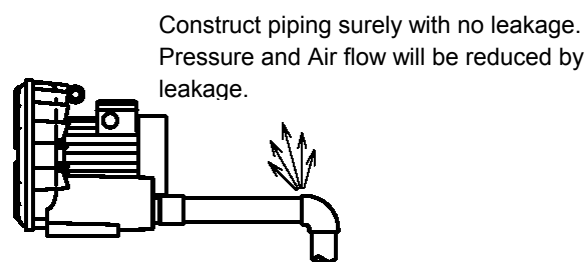 Construct piping surely with no leakage.
Pressure and Air flow will be reduced by
leakage.